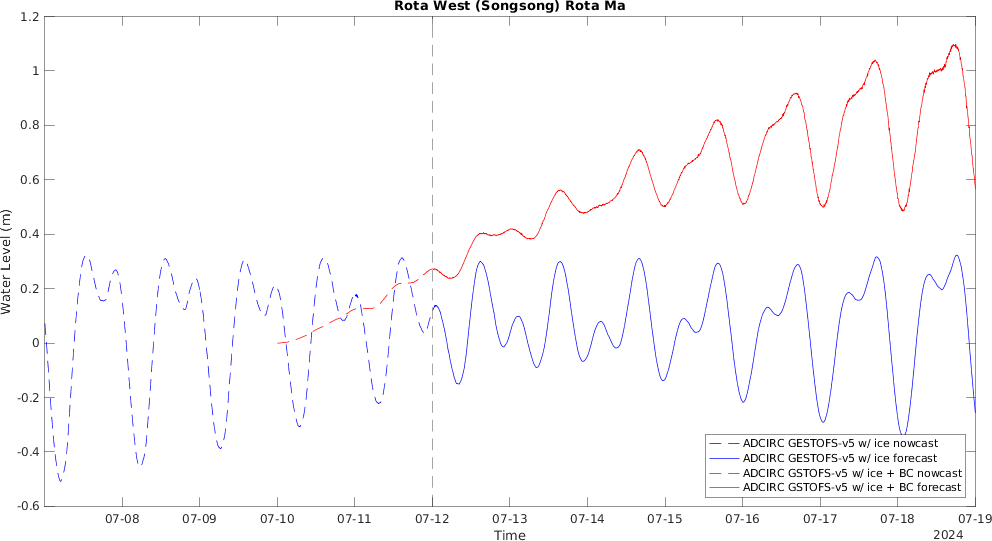 Rota West (Songsong) Rota Ma
Water Level (m)
1.2
1
0.8
0.6
0.4
0.2
0
-0.2
-0.4
-0.6
ADCIRC GESTOFS-v5 w/ ice nowcast
ADCIRC GESTOFS-v5 w/ ice forecast
ADCIRC GSTOFS-v5 w/ ice + BC nowcast
ADCIRC GSTOFS-v5 w/ ice + BC forecast
07-08 07-09 07-10 07-11 07-12 07-13 07-14 07-15 07-16 07-17 07-18 07-19
Time
2024